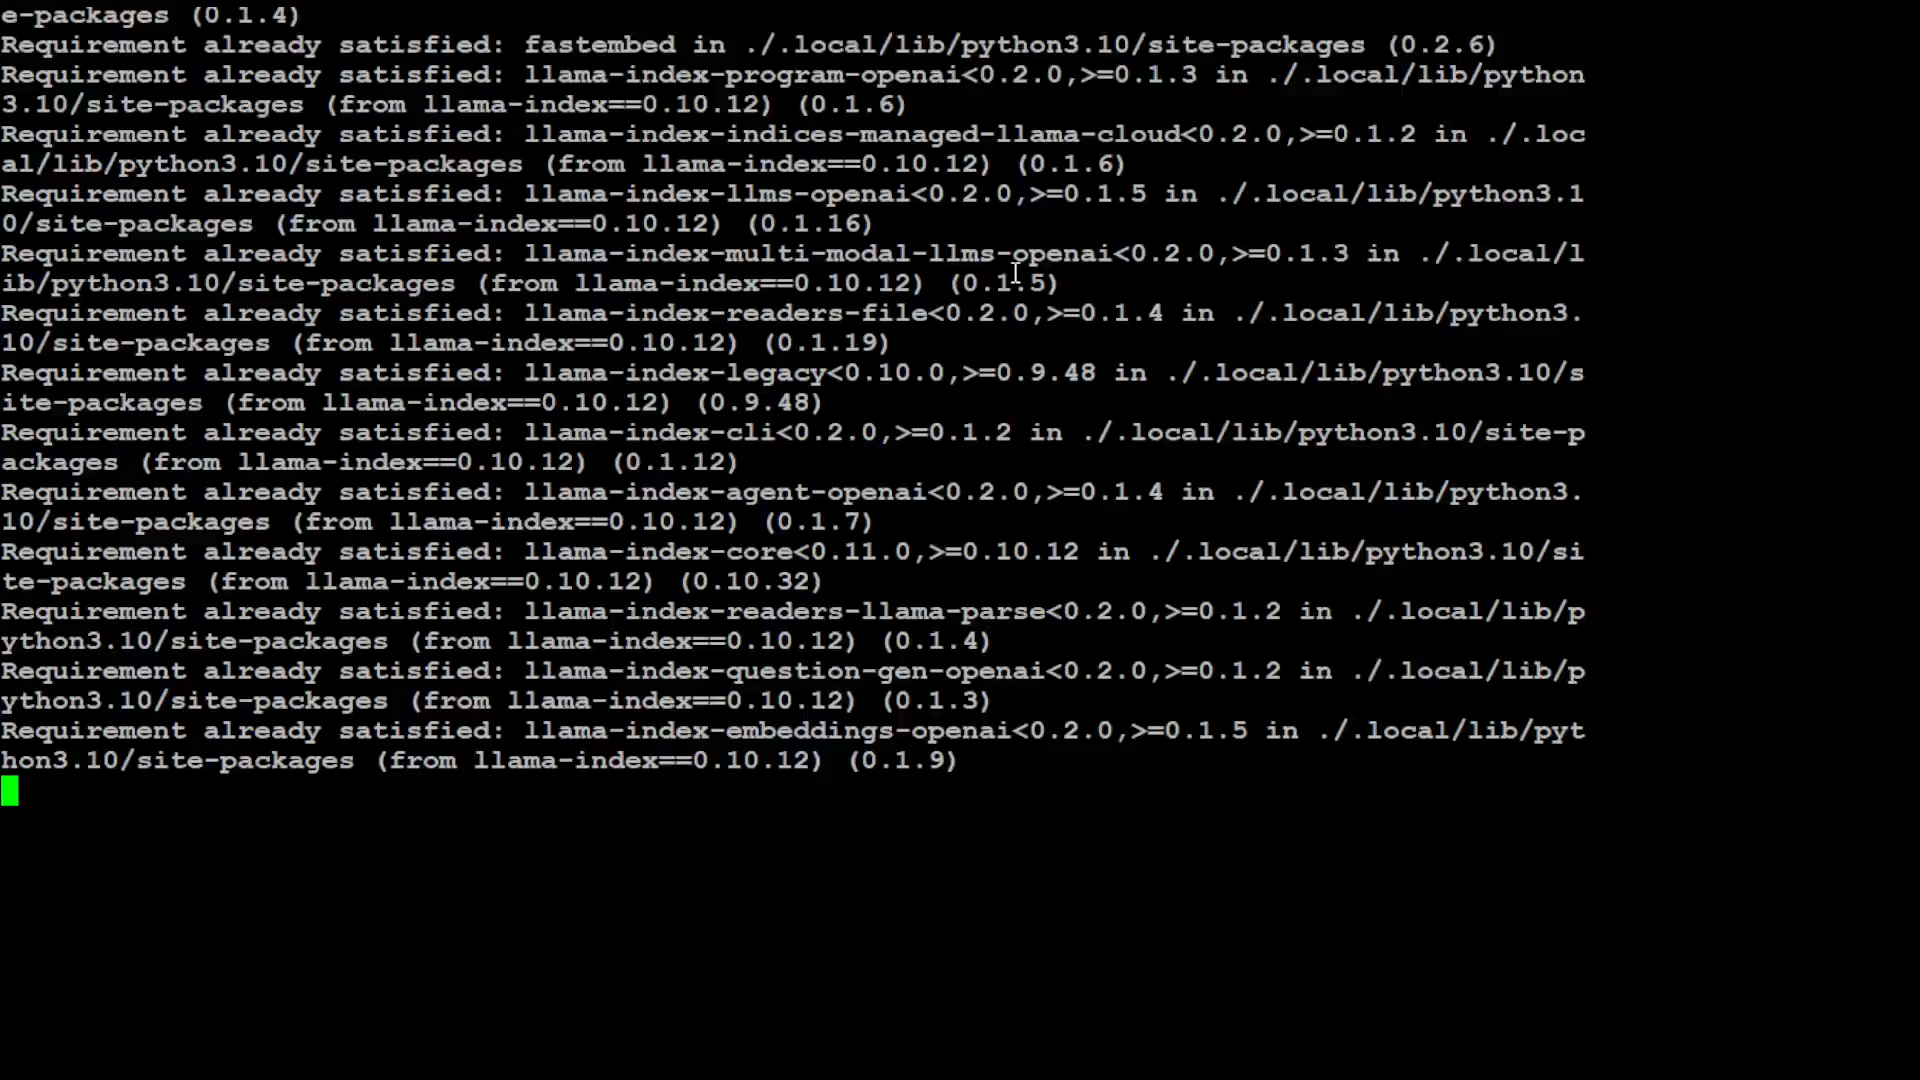 e-packages (0.1.4)
Requirement already satisfied: fastembed in ./.local/lib/python3.10/site-packages (0.2.6)
Requirement already satisfied: llama-index-program-openai<0.2.0,>=0.1.3 in ./.local/lib/python
3.10/site-packages (from llama-index==0.10.12) (0.1.6)
Requirement already satisfied: llama-index-indices-managed-llama-cloud<0.2.0,>=0.1.2 in ./.loc
al/lib/python3.10/site-packages (from llama-index==0.10.12) (0.1.6)
Requirement already satisfied: llama-index-llms-openai<0.2.0,>=0.1.5 in ./.local/lib/python3.1
0/site-packages (from llama-index==0.10.12) (0.1.16)
Requirement already satisfied: llama-index-multi-modal-llms-openai<0.2.0,>=0.1.3 in ./.local/l
ib/python3.10/site-packages (from llama-index==0.10.12) (0.1.5)
Requirement already satisfied: llama-index-readers-file<0.2.0,>=0.1.4 in ./.local/lib/python3.
10/site-packages (from llama-index==0.10.12) (0.1.19)
Requirement already satisfied: llama-index-legacy<0.10.0,>=0.9.48 in ./.local/lib/python3.10/s
ite-packages (from llama-index==0.10.12) (0.9.48)
Requirement already satisfied: llama-index-cli<0.2.0,>=0.1.2 in ./.local/lib/python3.10/site-p
ackages (from llama-index==0.10.12) (0.1.12)
Requirement already satisfied: llama-index-agent-openai<0.2.0,>=0.1.4 in ./.local/lib/python3.
10/site-packages (from llama-index==0.10.12) (0.1.7)
Requirement already satisfied: llama-index-core<0.11.0,>=0.10.12 in ./.local/lib/python3.10/si
te-packages (from llama-index==0.10.12) (0.10.32)
Requirement already satisfied: llama-index-readers-llama-parse<0.2.0,>=0.1.2 in ./.local/lib/p
ython3.10/site-packages (from llama-index==0.10.12) (0.1.4)
Requirement already satisfied: llama-index-question-gen-openai<0.2.0,>=0.1.2 in ./.local/lib/p
ython3.10/site-packages (from llama-index==0.10.12) (0.1.3)
Requirement already satisfied: llama-index-embeddings-openai<0.2.0,>=0.1.5 in ./.local/lib/pyt
hon3.10/site-packages (from llama-index==0.10.12) (0.1.9)